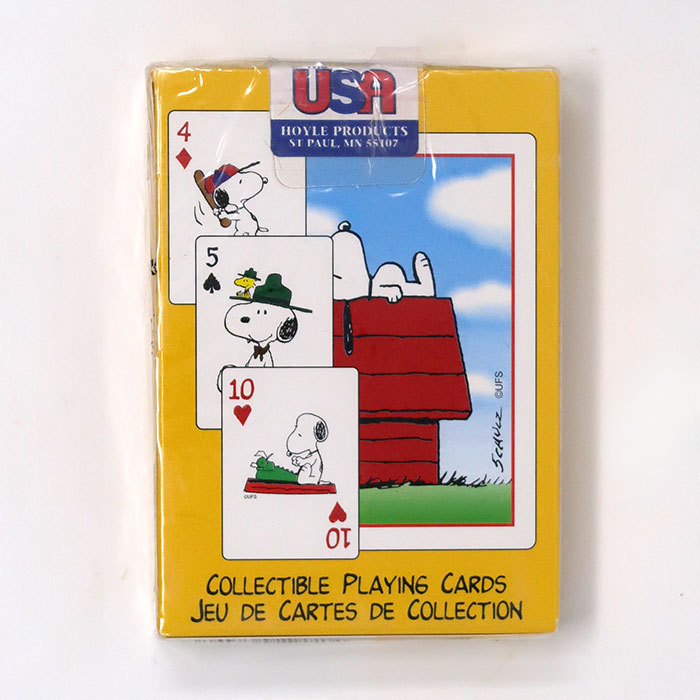 USA
HOYLE PRODUCTS
ST PAUL, MN 55107
4
5
10
©UFS
10
SCHULZ ©UFS
COLLECTIBLE PLAYING CARDS
JEU DE CARTES DE COLLECTION